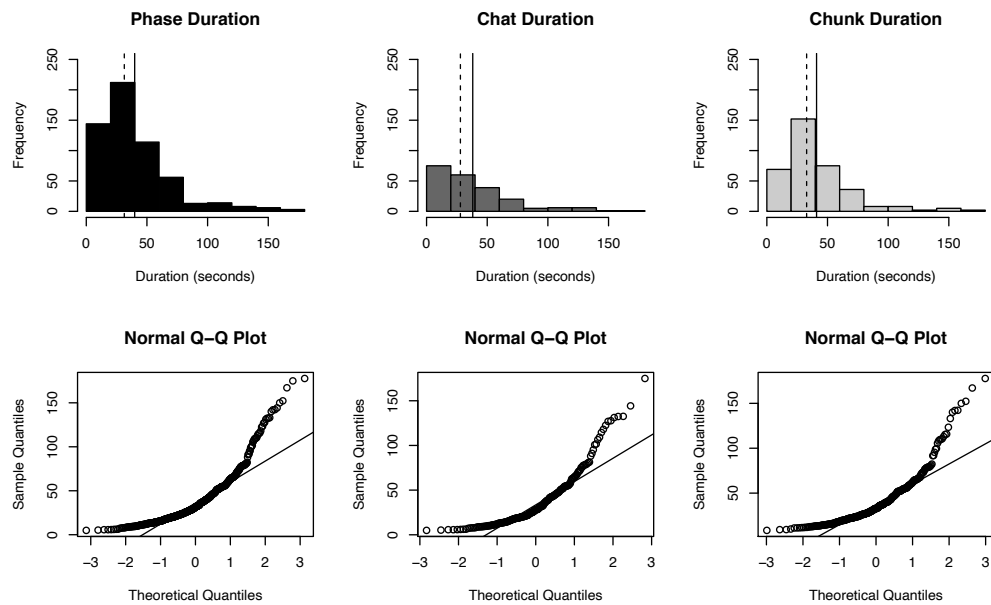 Phase Duration
Chat Duration
Chunk Duration
Frequency
0 50 150 250
0 50 100 150
Duration (seconds)
Frequency
0 50 150 250
0 50 100 150
Duration (seconds)
Frequency
0 50 150 250
0 50 100 150
Duration (seconds)
Normal Q−Q Plot
Normal Q−Q Plot
Normal Q−Q Plot
Sample Quantiles
0 50 100 150
−3 −2 −1 0 1 2 3
Theoretical Quantiles
Sample Quantiles
0 50 100 150
−3 −2 −1 0 1 2 3
Theoretical Quantiles
Sample Quantiles
50 100 150
−3 −2 −1 0 1 2 3
Theoretical Quantiles